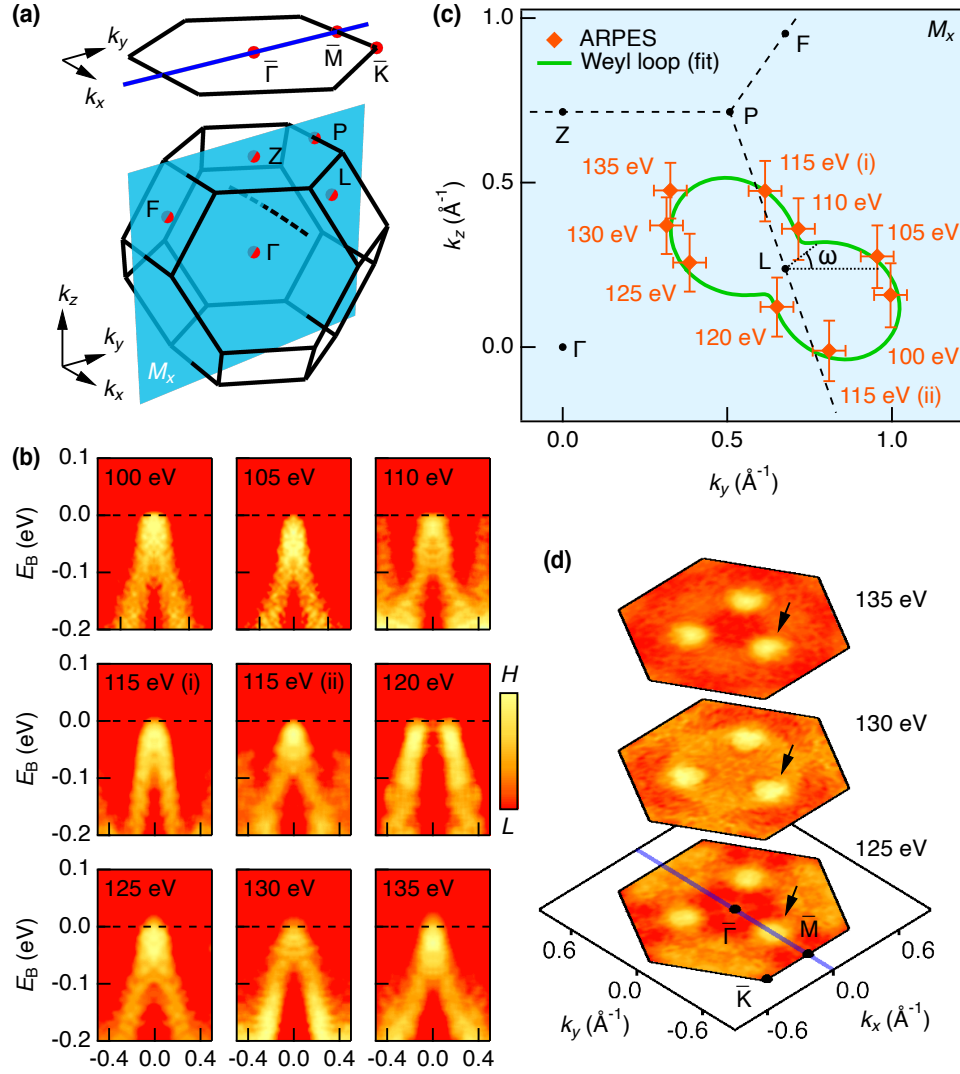 (a)
k_y
k_x
Γ̅
M̅
K̅
P
Z
L
F
Γ
k_z
k_y
k_x
M_x
(b)
0.1
0.0
-0.1
-0.2
E_B (eV)
100 eV
105 eV
110 eV
0.1
0.0
-0.1
-0.2
E_B (eV)
115 eV (i)
115 eV (ii)
120 eV
H
L
0.1
0.0
-0.1
-0.2
E_B (eV)
125 eV
130 eV
135 eV
-0.4 0.0 0.4
-0.4 0.0 0.4
-0.4 0.0 0.4
(c)
1.0
0.5
0.0
k_z (Å⁻¹)
ARPES
Weyl loop (fit)
M_x
F
Z
P
135 eV
115 eV (i)
110 eV
130 eV
105 eV
L
ω
125 eV
120 eV
100 eV
Γ
115 eV (ii)
0.0
0.5
1.0
k_y (Å⁻¹)
(d)
135 eV
130 eV
125 eV
Γ̅
M̅
K̅
0.6
0.0
-0.6
k_y (Å⁻¹)
-0.6
0.0
0.6
k_x (Å⁻¹)